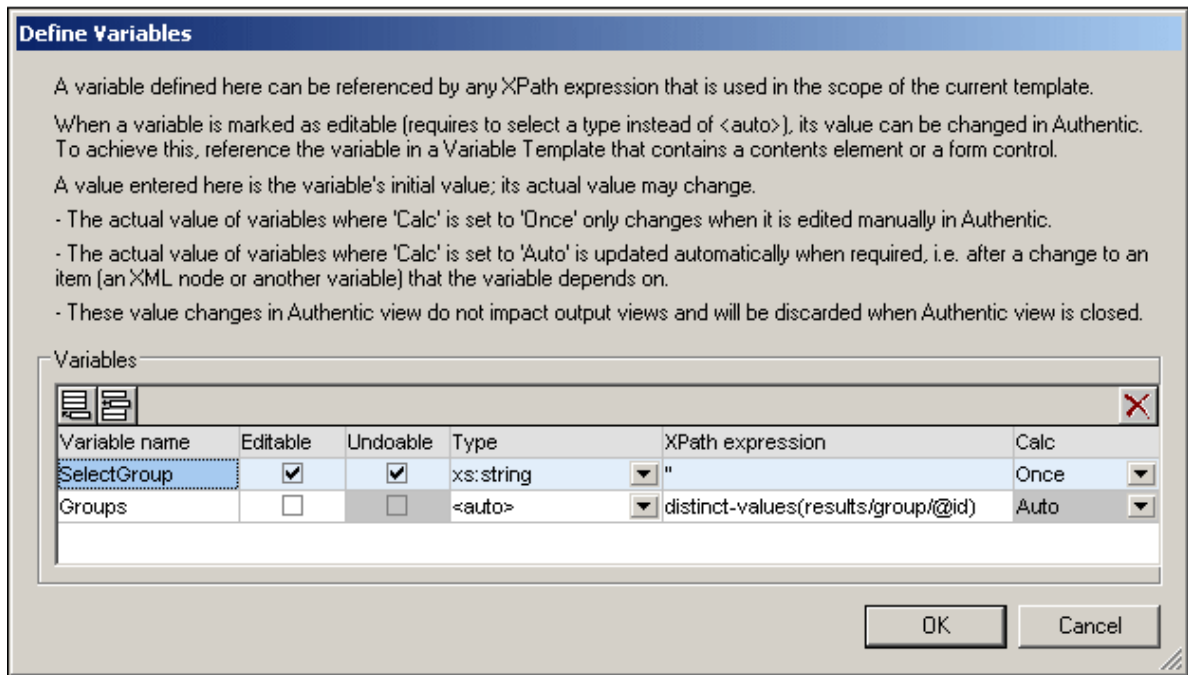 Define Variables
A variable defined here can be referenced by any XPath expression that is used in the scope of the current template.
When a variable is marked as editable (requires to select a type instead of <auto>), its value can be changed in Authentic.
To achieve this, reference the variable in a Variable Template that contains a contents element or a form control.
A value entered here is the variable's initial value; its actual value may change.
- The actual value of variables where 'Calc' is set to 'Once' only changes when it is edited manually in Authentic.
- The actual value of variables where 'Calc' is set to 'Auto' is updated automatically when required, i.e. after a change to an
item (an XML node or another variable) that the variable depends on.
- These value changes in Authentic view do not impact output views and will be discarded when Authentic view is closed.
Variables
Variable name Editable Undoable Type XPath expression Calc
SelectGroup xs:string '' Once
Groups <auto> distinct-values(results/group/@id) Auto
OK Cancel